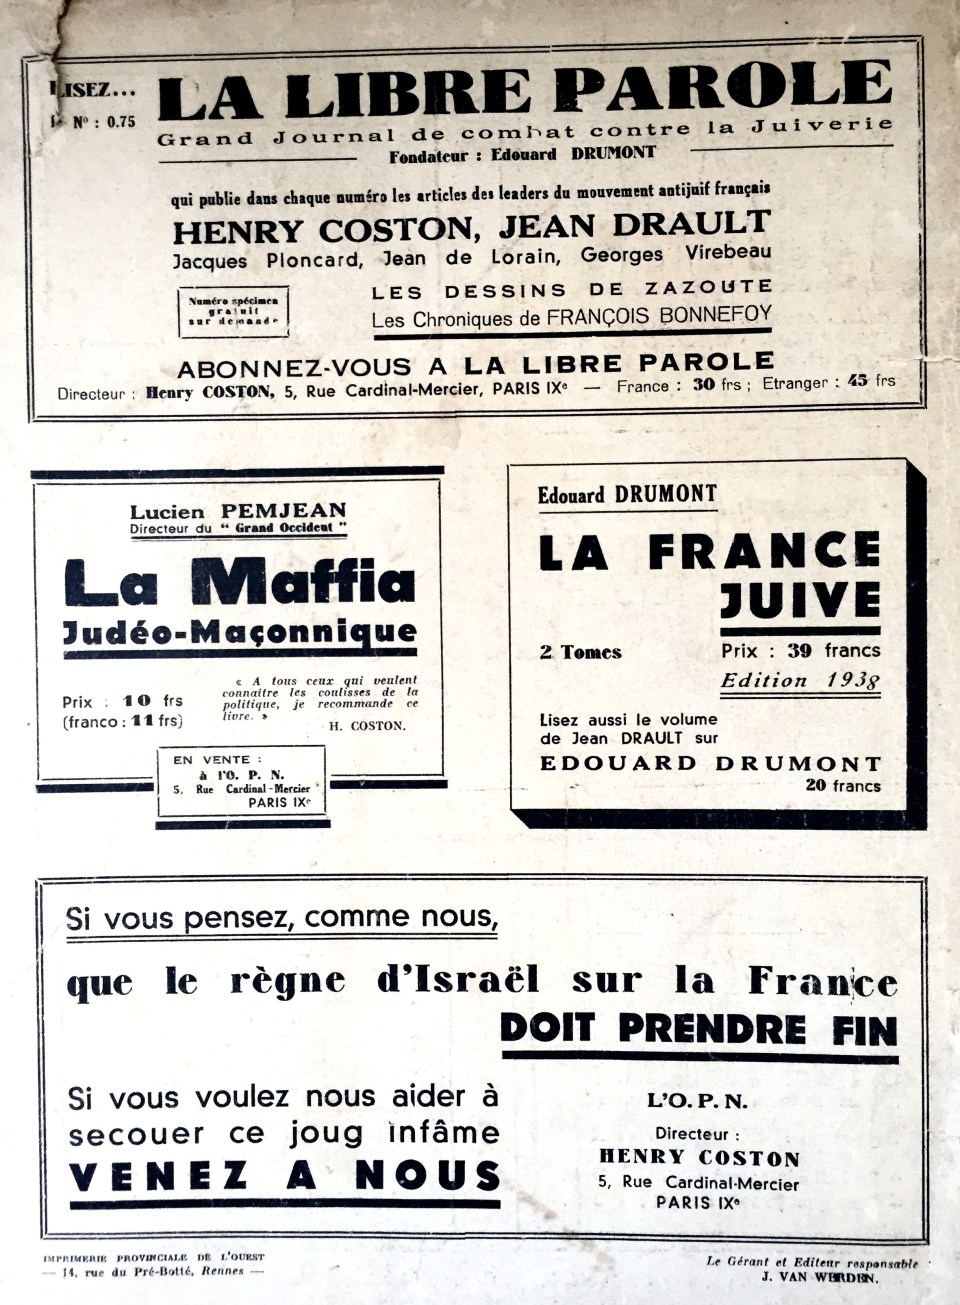 LISEZ...
LA LIBRE PAROLE
le No : 0.75
Grand Journal de combat contre la Juiverie
Fondateur : Edouard DRUMONT
qui publie dans chaque numéro les articles des leaders du mouvement antijuif français
HENRY COSTON, JEAN DRAULT
Jacques Ploncard, Jean de Lorain, Georges Virebeau
Numéro spécimen
gratuit
sur demande
LES DESSINS DE ZAZOUTE
Les Chroniques de FRANÇOIS BONNEFOY
ABONNEZ-VOUS A LA LIBRE PAROLE
Directeur : Henry COSTON, 5, Rue Cardinal-Mercier, PARIS IXe — France : 30 frs ; Etranger : 45 frs
Lucien PEMJEAN
Directeur du " Grand Occident "
La Maffia
Judéo-Maçonnique
Prix : 10 frs
(franco : 11 frs)
« A tous ceux qui veulent
connaitre les coulisses de la
politique, je recommande ce
livre. »
H. COSTON.
EN VENTE :
à l'O. P. N.
5, Rue Cardinal-Mercier
PARIS IXe
Edouard DRUMONT
LA FRANCE
JUIVE
2 Tomes
Prix : 39 francs
Edition 1938
Lisez aussi le volume
de Jean DRAULT sur
EDOUARD DRUMONT
20 francs
Si vous pensez, comme nous,
que le règne d'Israël sur la France
DOIT PRENDRE FIN
Si vous voulez nous aider à
secouer ce joug infâme
VENEZ A NOUS
L'O. P. N.
Directeur :
HENRY COSTON
5, Rue Cardinal-Mercier
PARIS IXe
IMPRIMERIE PROVINCIALE DE L'OUEST
— 14, rue du Pré-Botté, Rennes —
Le Gérant et Editeur responsable
J. VAN WERDEN.